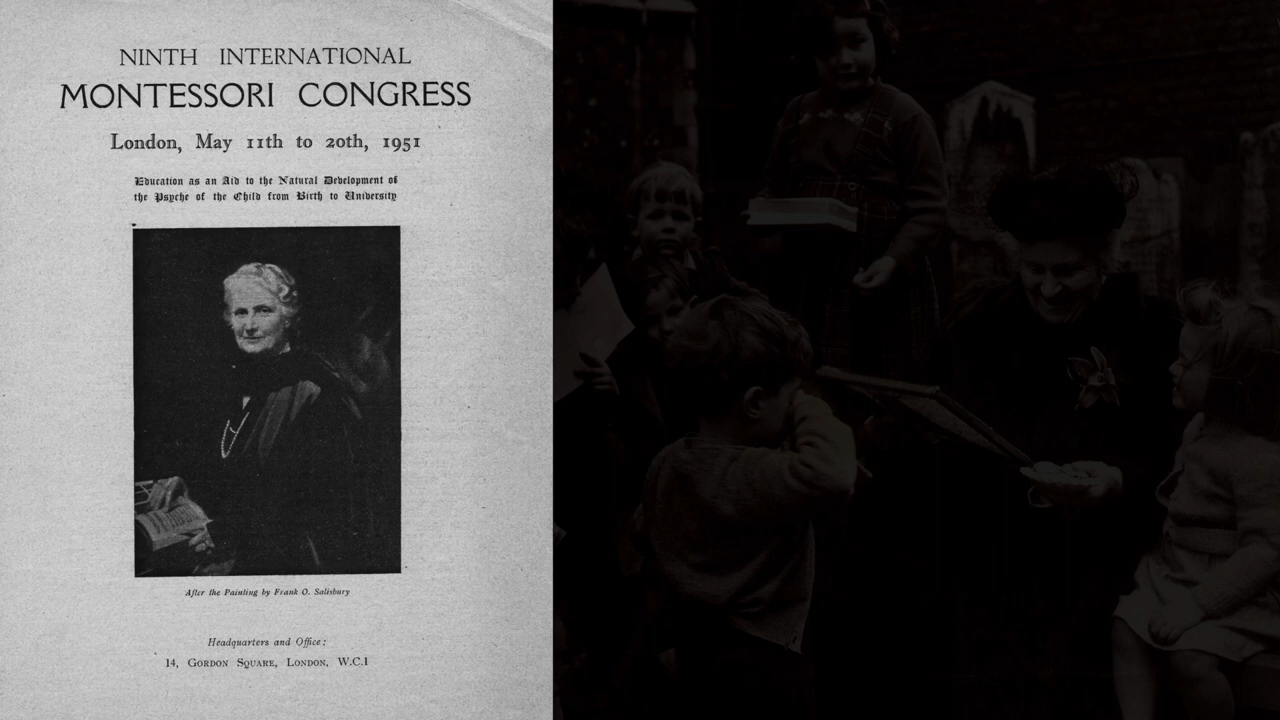 NINTH INTERNATIONAL
MONTESSORI CONGRESS
London, May 11th to 20th, 1951
Education as an Aid to the Natural Development of
the Psyche of the Child from Birth to University
After the Painting by Frank O. Salisbury
Headquarters and Office:
14, GORDON SQUARE, LONDON, W.C.1